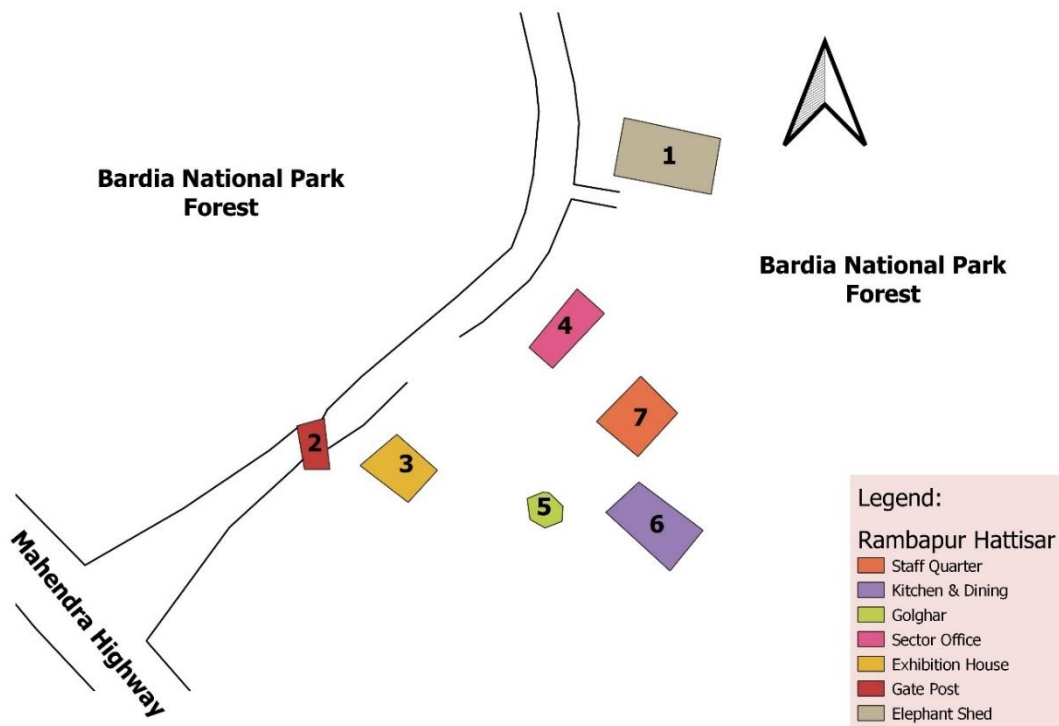 1
Bardia National Park
Forest
Bardia National Park
Forest
4
7
2
3
5
6
Mahendra Highway
Legend:
Rambapur Hattisar
Staff Quarter
Kitchen & Dining
Golghar
Sector Office
Exhibition House
Gate Post
Elephant Shed